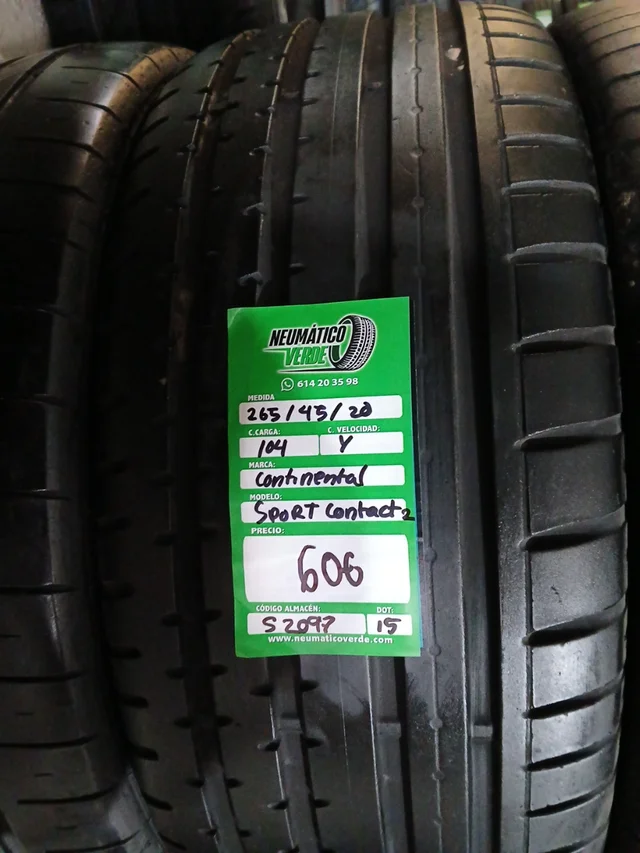 NEUMÁTICO
VERDE
614 20 35 98
MEDIDA
265/45/20
C.CARGA: C. VELOCIDAD:
104 Y
MARCA:
Continental
MODELO:
SPORT Contact 2
PRECIO:
60€
CÓDIGO ALMACÉN: DOT:
S 2097 15
www.neumaticoverde.com